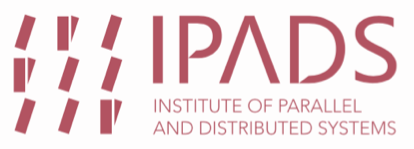 IPADS
INSTITUTE OF PARALLEL
AND DISTRIBUTED SYSTEMS